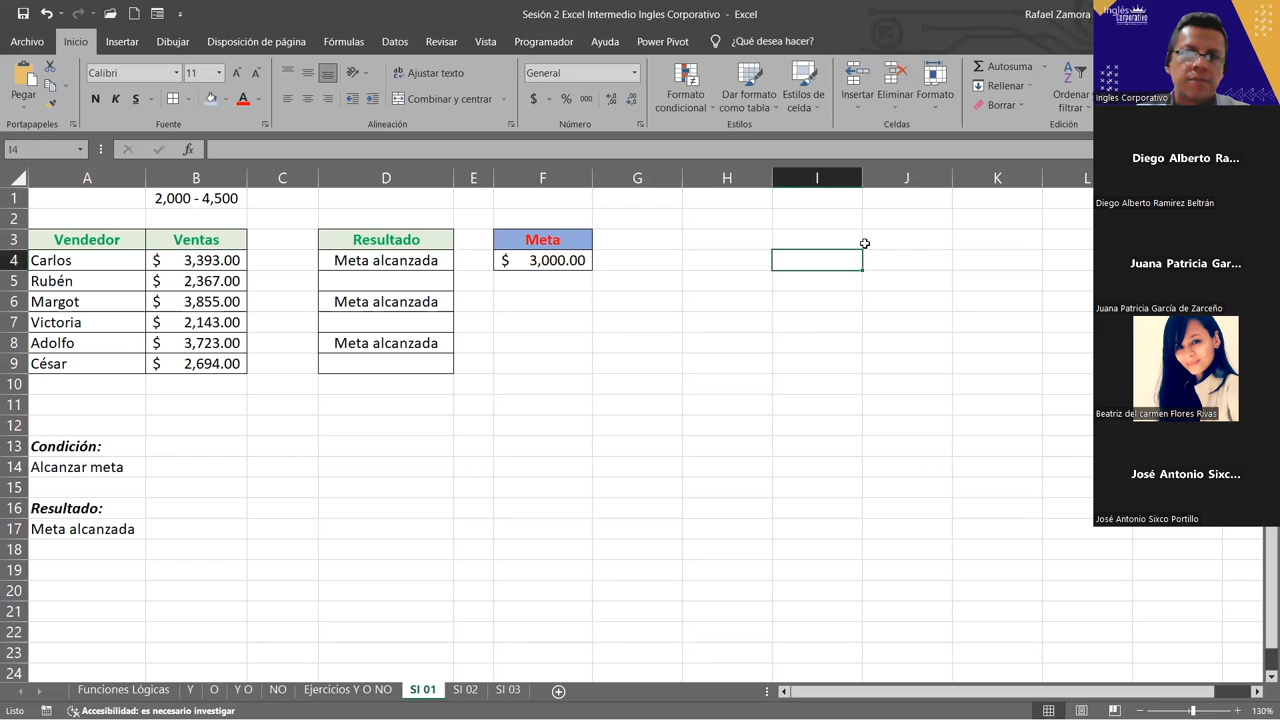 Sesión 2 Excel Intermedio Ingles Corporativo - Excel
Rafael Zamora
Archivo Inicio Insertar Dibujar Disposición de página Fórmulas Datos Revisar Vista Programador Ayuda Power Pivot ¿Qué desea hacer?
Pegar
Calibri 11
N K S
Ajustar texto
Combinar y centrar
General
$ % 000
Formato condicional
Dar formato como tabla
Estilos de celda
Insertar Eliminar Formato
Autosuma
Rellenar
Borrar
Ordenar filtrar
Portapapeles Fuente Alineación Número Estilos Celdas Edición
I4 fx
A B C D E F G H I J K L
1 2,000 - 4,500
2
3 Vendedor Ventas Resultado Meta
4 Carlos $ 3,393.00 Meta alcanzada $ 3,000.00
5 Rubén $ 2,367.00
6 Margot $ 3,855.00 Meta alcanzada
7 Victoria $ 2,143.00
8 Adolfo $ 3,723.00 Meta alcanzada
9 César $ 2,694.00
10
11
12
13 Condición:
14 Alcanzar meta
15
16 Resultado:
17 Meta alcanzada
18
19
20
21
22
23
24
Funciones Lógicas Y O Y O NO Ejercicios Y O NO SI 01 SI 02 SI 03
Listo Accesibilidad: es necesario investigar 130%
Inglés Corporativo
Ingles Corporativo
Diego Alberto Ra...
Diego Alberto Ramirez Beltrán
Juana Patricia Gar...
Juana Patricia García de Zarceño
Beatriz del carmen Flores Rivas
José Antonio Sixc...
José Antonio Sixco Portillo